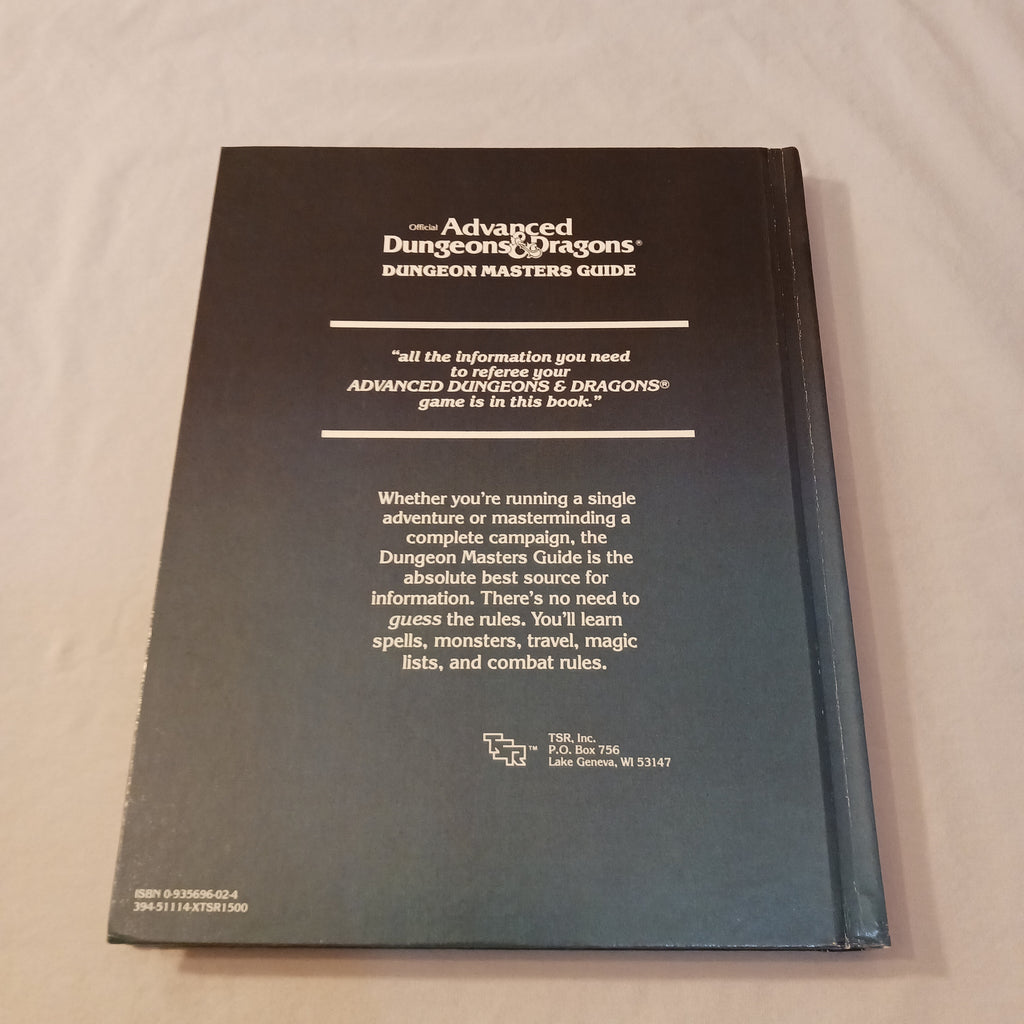 Official Advanced
Dungeons & Dragons®
DUNGEON MASTERS GUIDE
“all the information you need
to referee your
ADVANCED DUNGEONS & DRAGONS®
game is in this book.”
Whether you’re running a single
adventure or masterminding a
complete campaign, the
Dungeon Masters Guide is the
absolute best source for
information. There’s no need to
guess the rules. You’ll learn
spells, monsters, travel, magic
lists, and combat rules.
TSR™
TSR, Inc.
P.O. Box 756
Lake Geneva, WI 53147
ISBN 0-935696-02-4
394-51114-XTSR1500